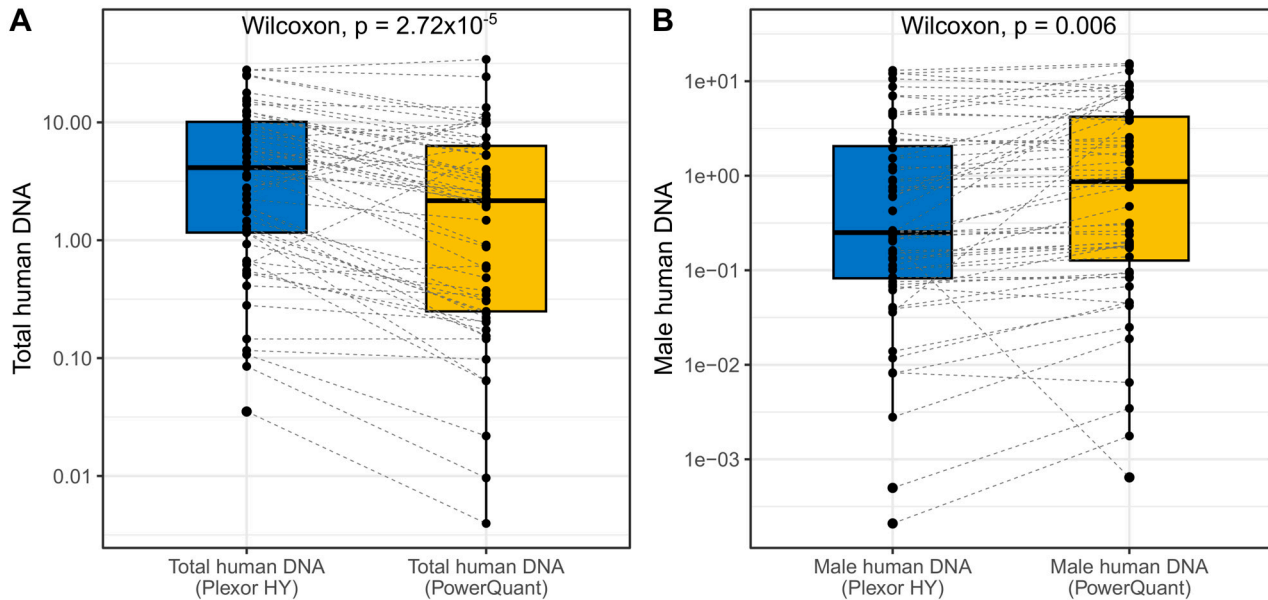 A
Wilcoxon, p = 2.72x10⁻⁵
Total human DNA
10.00
1.00
0.10
0.01
Total human DNA
(Plexor HY)
Total human DNA
(PowerQuant)
B
Wilcoxon, p = 0.006
Male human DNA
1e+01
1e+00
1e−01
1e−02
1e−03
Male human DNA
(Plexor HY)
Male human DNA
(PowerQuant)